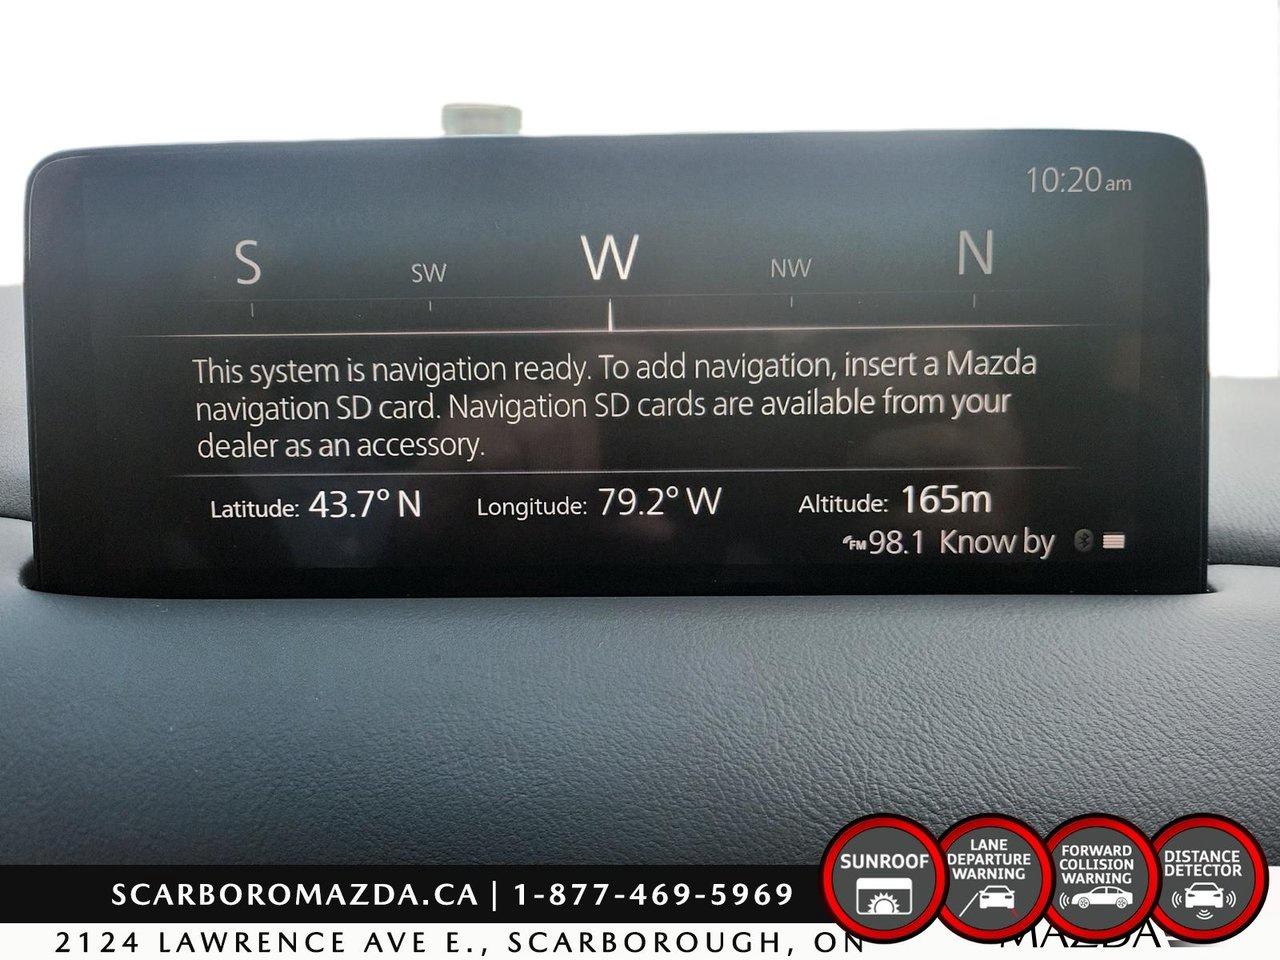 10:20 am
S SW W NW N
This system is navigation ready. To add navigation, insert a Mazda
navigation SD card. Navigation SD cards are available from your
dealer as an accessory.
Latitude: 43.7° N Longitude: 79.2° W Altitude: 165m
FM 98.1 Know by
SUNROOF
LANE
DEPARTURE
WARNING
FORWARD
COLLISION
WARNING
DISTANCE
DETECTOR
SCARBOROMAZDA.CA | 1-877-469-5969
2124 LAWRENCE AVE E., SCARBOROUGH, ON
MAZDA